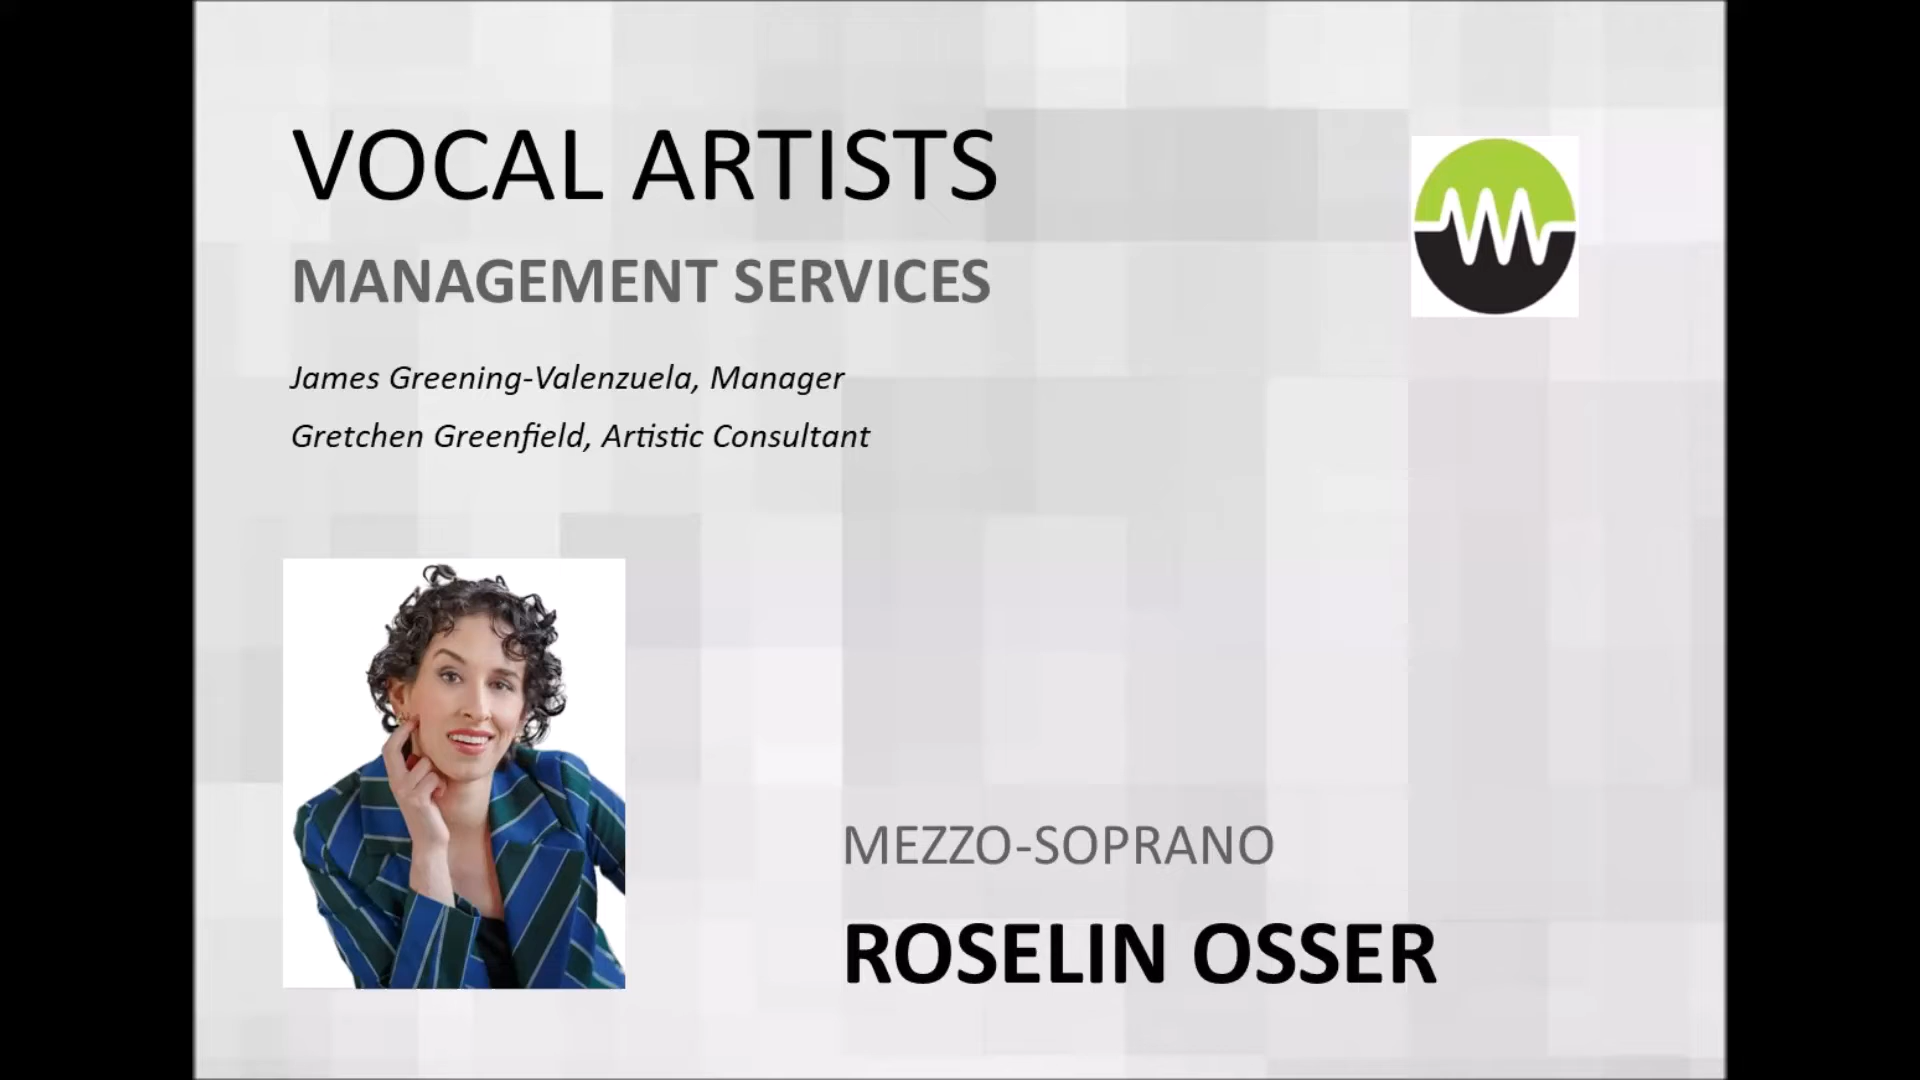 VOCAL ARTISTS
MANAGEMENT SERVICES
James Greening-Valenzuela, Manager
Gretchen Greenfield, Artistic Consultant
MEZZO-SOPRANO
ROSELIN OSSER